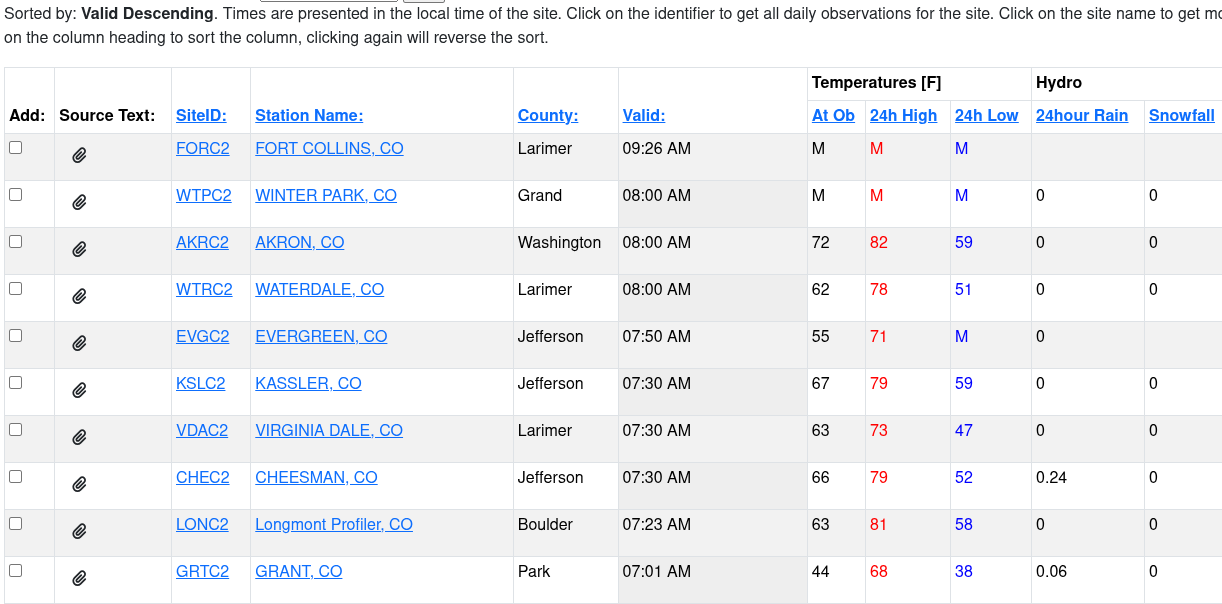 Sorted by: Valid Descending. Times are presented in the local time of the site. Click on the identifier to get all daily observations for the site. Click on the site name to get
on the column heading to sort the column, clicking again will reverse the sort.
Temperatures [F] Hydro
Add: Source Text: SiteID: Station Name: County: Valid: At Ob 24h High 24h Low 24hour Rain Snowfall
FORC2 FORT COLLINS, CO Larimer 09:26 AM M M M
WTPC2 WINTER PARK, CO Grand 08:00 AM M M M 0 0
AKRC2 AKRON, CO Washington 08:00 AM 72 82 59 0 0
WTRC2 WATERDALE, CO Larimer 08:00 AM 62 78 51 0 0
EVGC2 EVERGREEN, CO Jefferson 07:50 AM 55 71 M 0
KSLC2 KASSLER, CO Jefferson 07:30 AM 67 79 59 0 0
VDAC2 VIRGINIA DALE, CO Larimer 07:30 AM 63 73 47 0 0
CHEC2 CHEESMAN, CO Jefferson 07:30 AM 66 79 52 0.24 0
LONC2 Longmont Profiler, CO Boulder 07:23 AM 63 81 58 0 0
GRTC2 GRANT, CO Park 07:01 AM 44 68 38 0.06 0